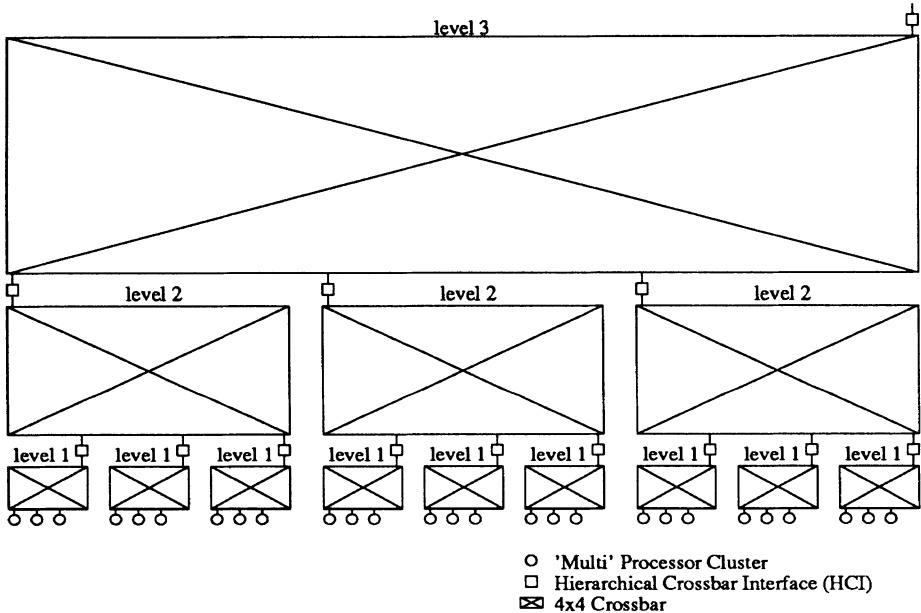 level 3
level 2 level 2 level 2
level 1 level 1 level 1 level 1 level 1 level 1 level 1 level 1 level 1
'Multi' Processor Cluster
Hierarchical Crossbar Interface (HCI)
4x4 Crossbar